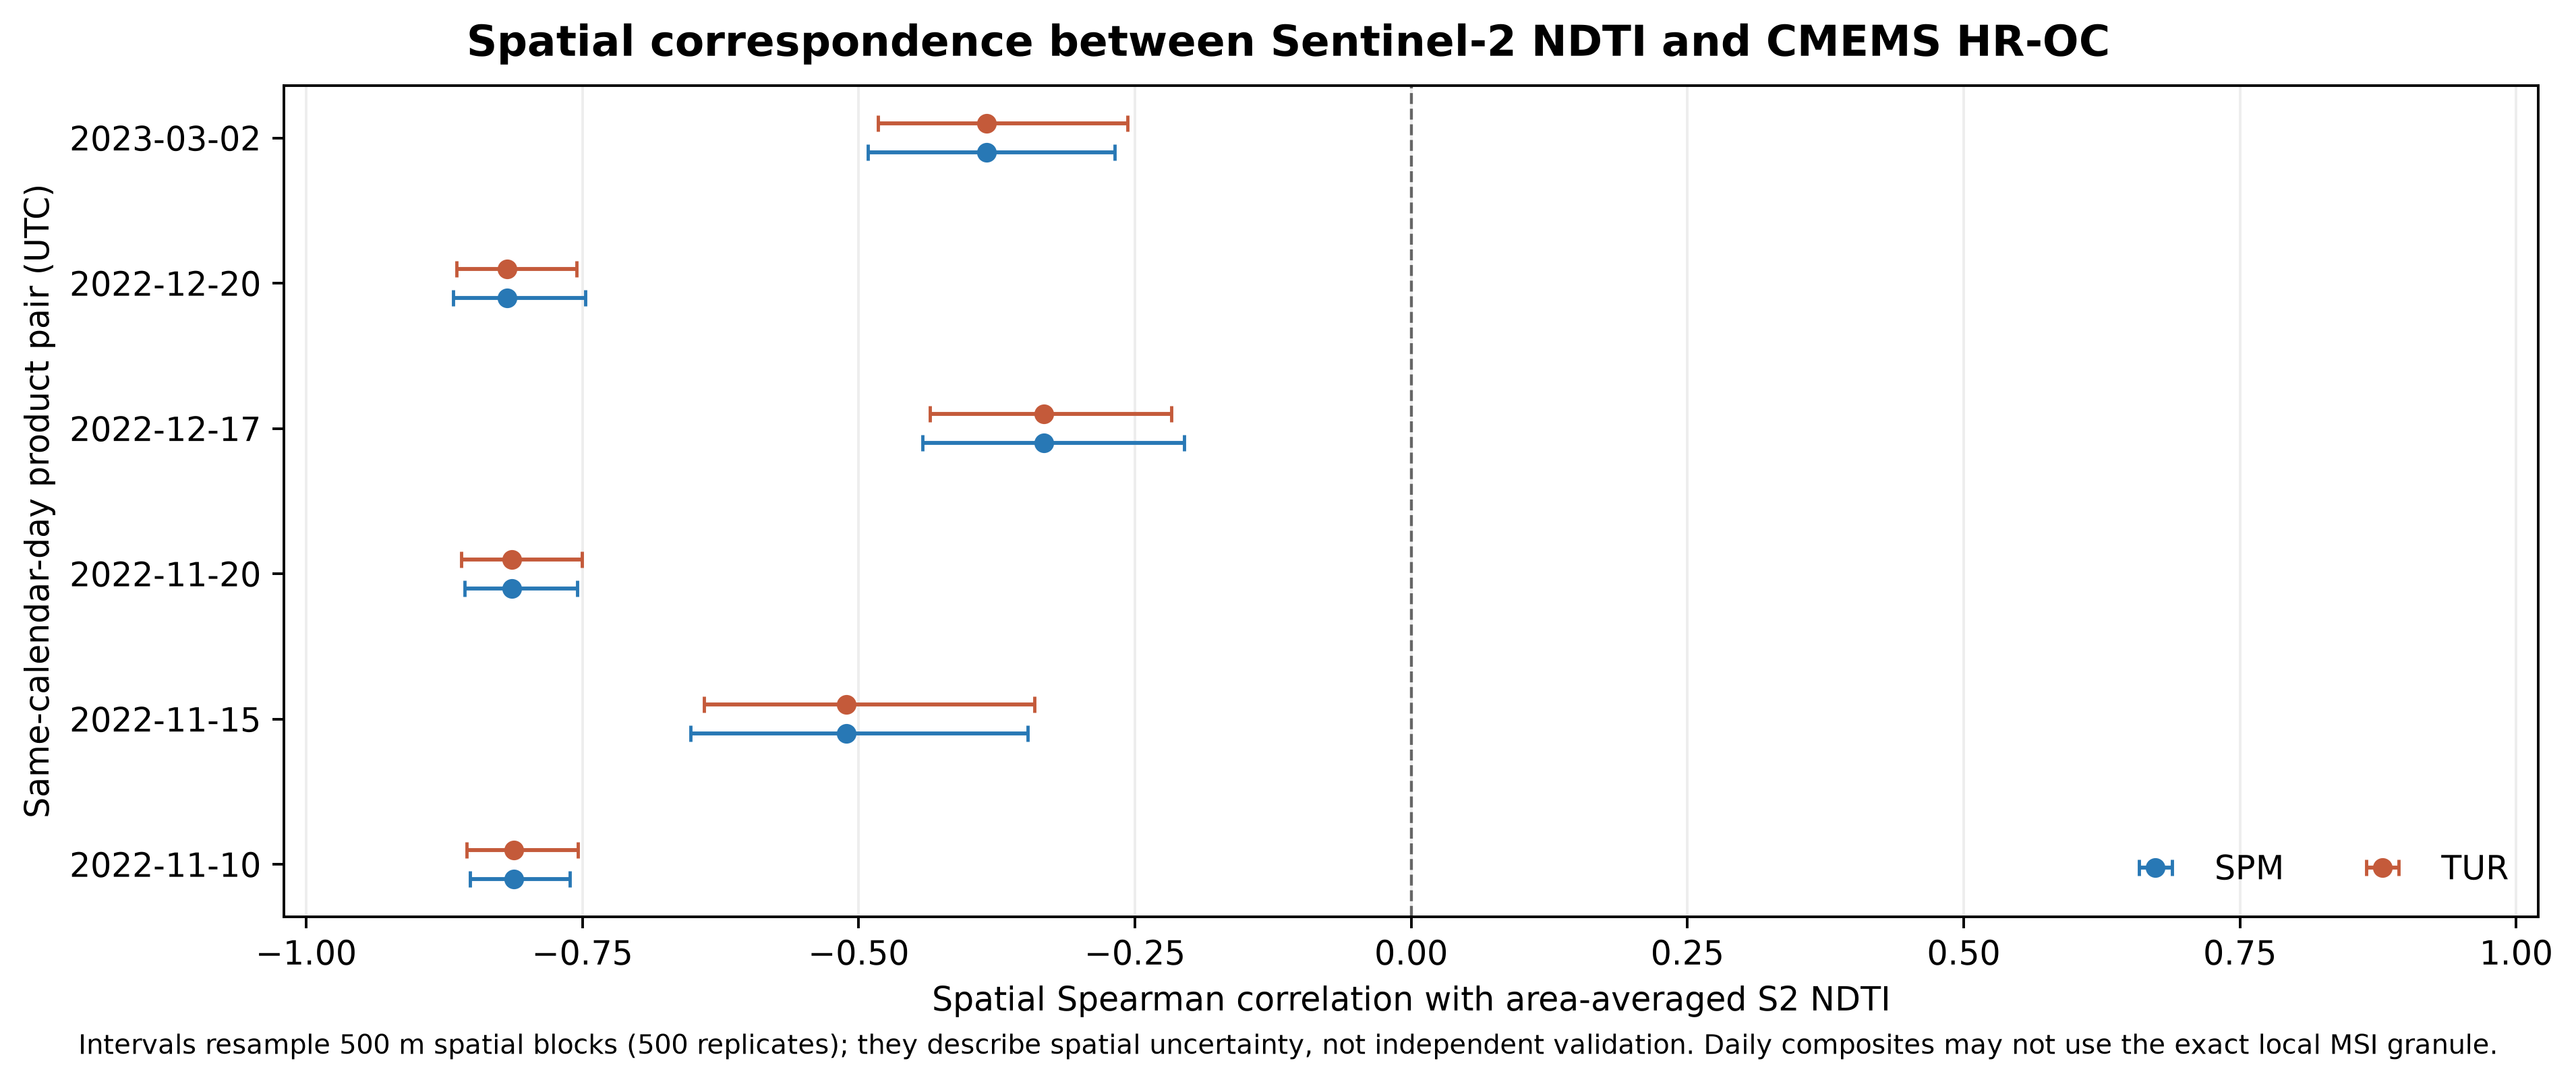 Spatial correspondence between Sentinel-2 NDTI and CMEMS HR-OC
Same-calendar-day product pair (UTC)
2023-03-02
2022-12-20
2022-12-17
2022-11-20
2022-11-15
2022-11-10
SPM TUR
−1.00 −0.75 −0.50 −0.25 0.00 0.25 0.50 0.75 1.00
Spatial Spearman correlation with area-averaged S2 NDTI
Intervals resample 500 m spatial blocks (500 replicates); they describe spatial uncertainty, not independent validation. Daily composites may not use the exact local MSI granule.